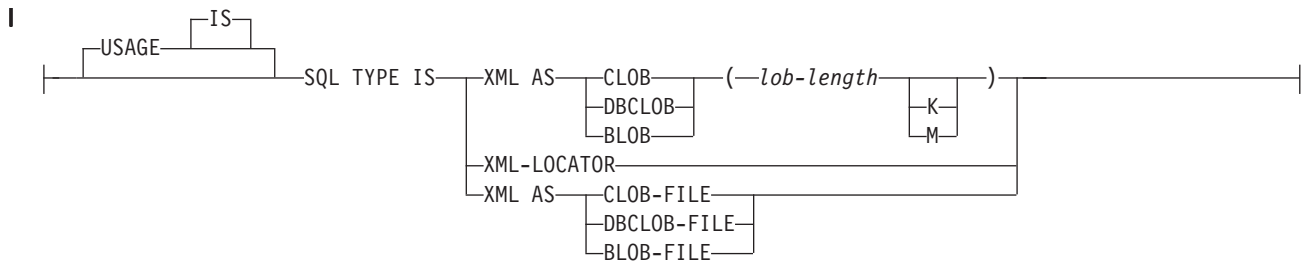 IS
USAGE
SQL TYPE IS XML AS CLOB ( lob-length )
DBCLOB K
BLOB M
XML-LOCATOR
XML AS CLOB-FILE
DBCLOB-FILE
BLOB-FILE